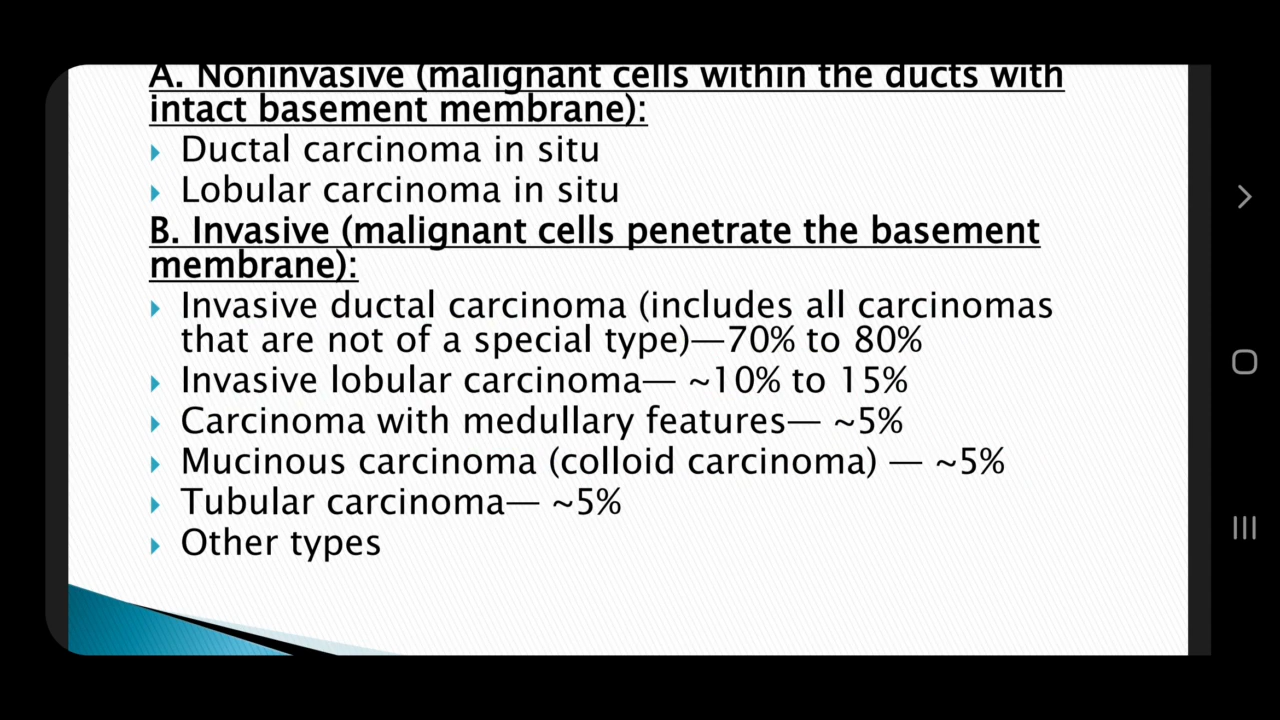 A. Noninvasive (malignant cells within the ducts with
intact basement membrane):
Ductal carcinoma in situ
Lobular carcinoma in situ
B. Invasive (malignant cells penetrate the basement
membrane):
Invasive ductal carcinoma (includes all carcinomas
that are not of a special type)—70% to 80%
Invasive lobular carcinoma— ~10% to 15%
Carcinoma with medullary features— ~5%
Mucinous carcinoma (colloid carcinoma) — ~5%
Tubular carcinoma— ~5%
Other types